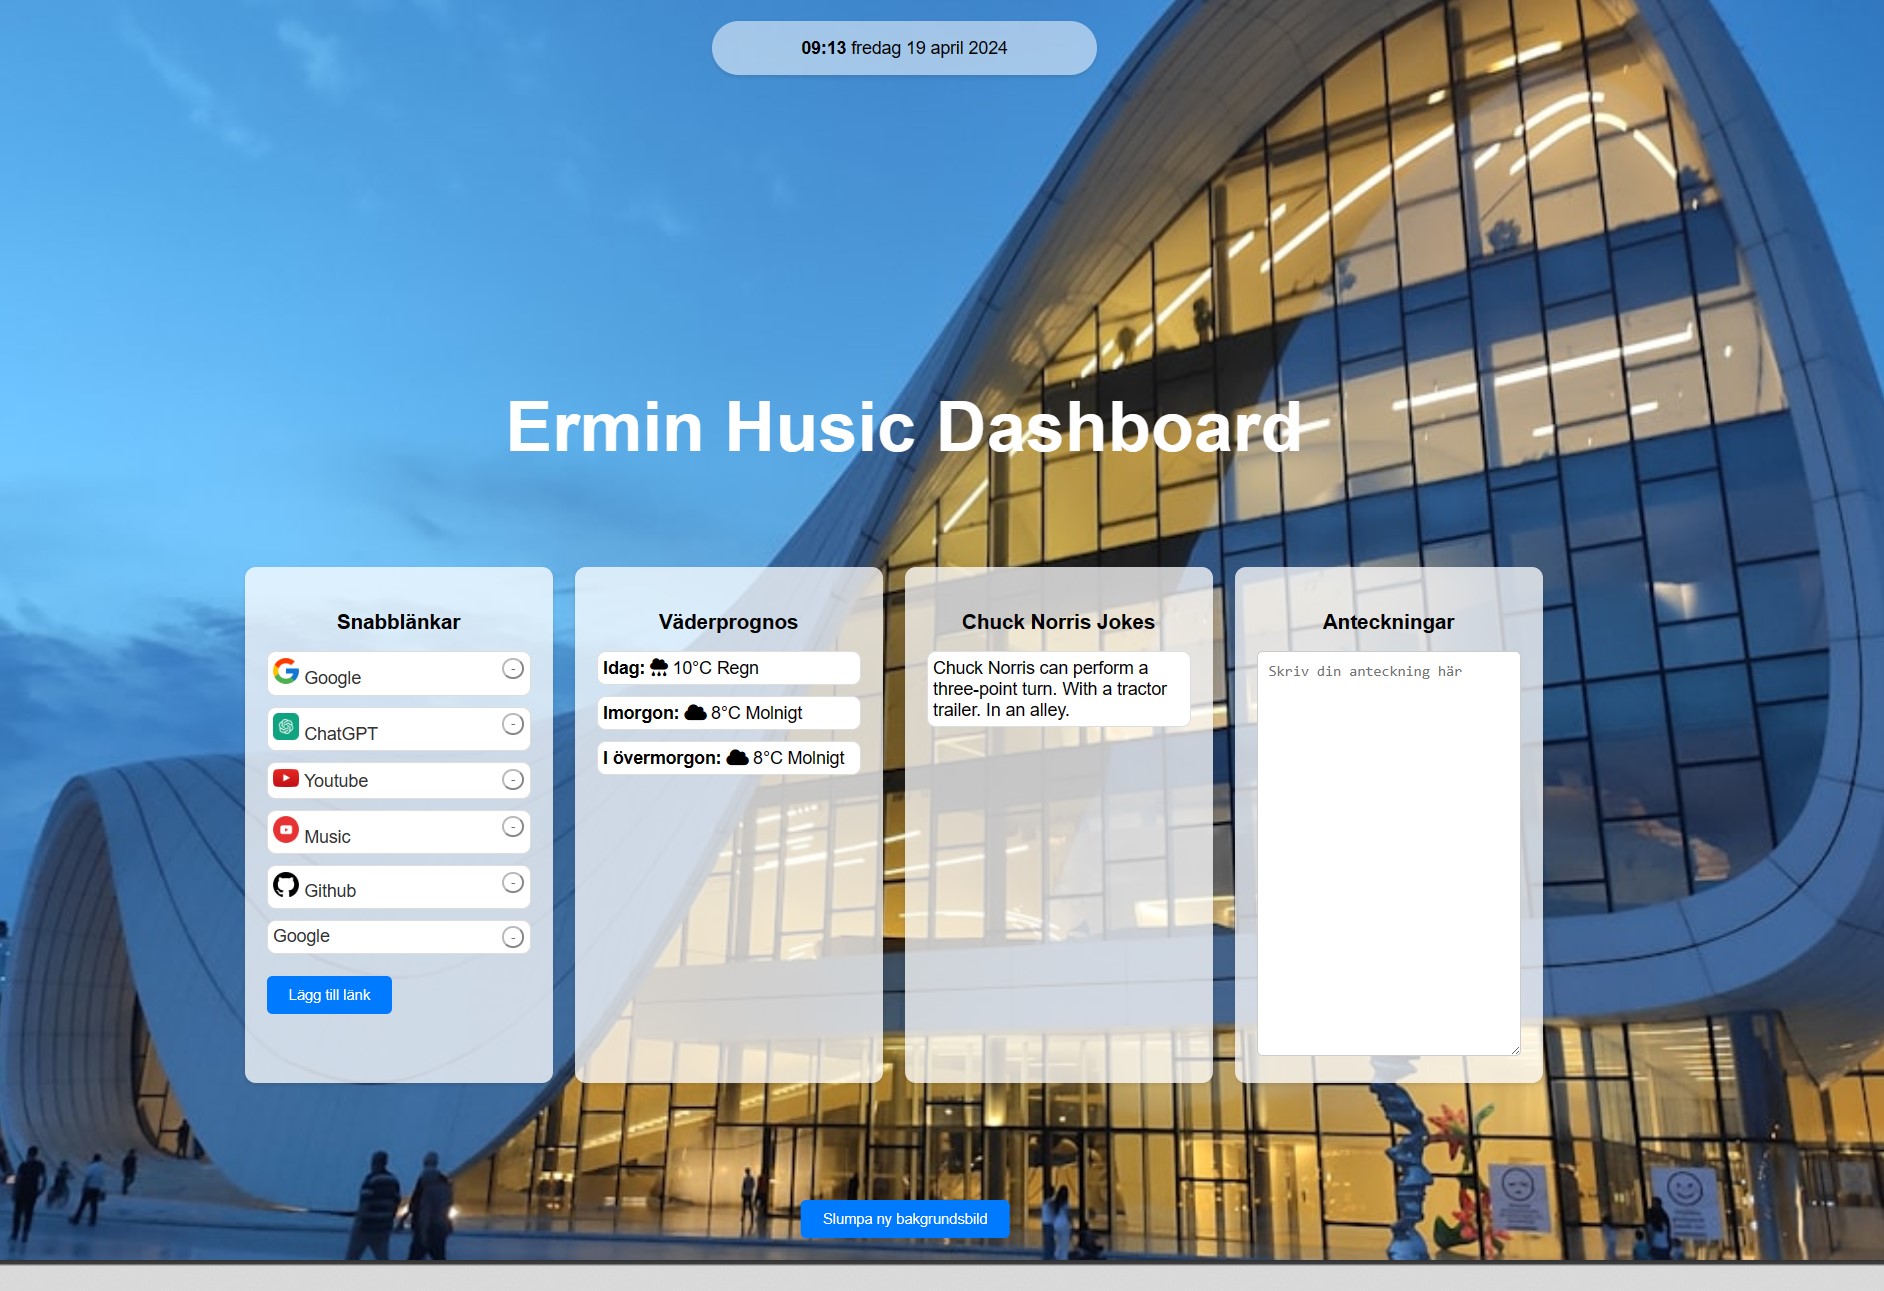 09:13 fredag 19 april 2024
Ermin Husic Dashboard
Snabblänkar
Google
-
ChatGPT
-
Youtube
-
Music
-
Github
-
Google
-
Lägg till länk
Väderprognos
Idag: 10°C Regn
Imorgon: 8°C Molnigt
I övermorgon: 8°C Molnigt
Chuck Norris Jokes
Chuck Norris can perform a
three-point turn. With a tractor
trailer. In an alley.
Anteckningar
Skriv din anteckning här
Slumpa ny bakgrundsbild